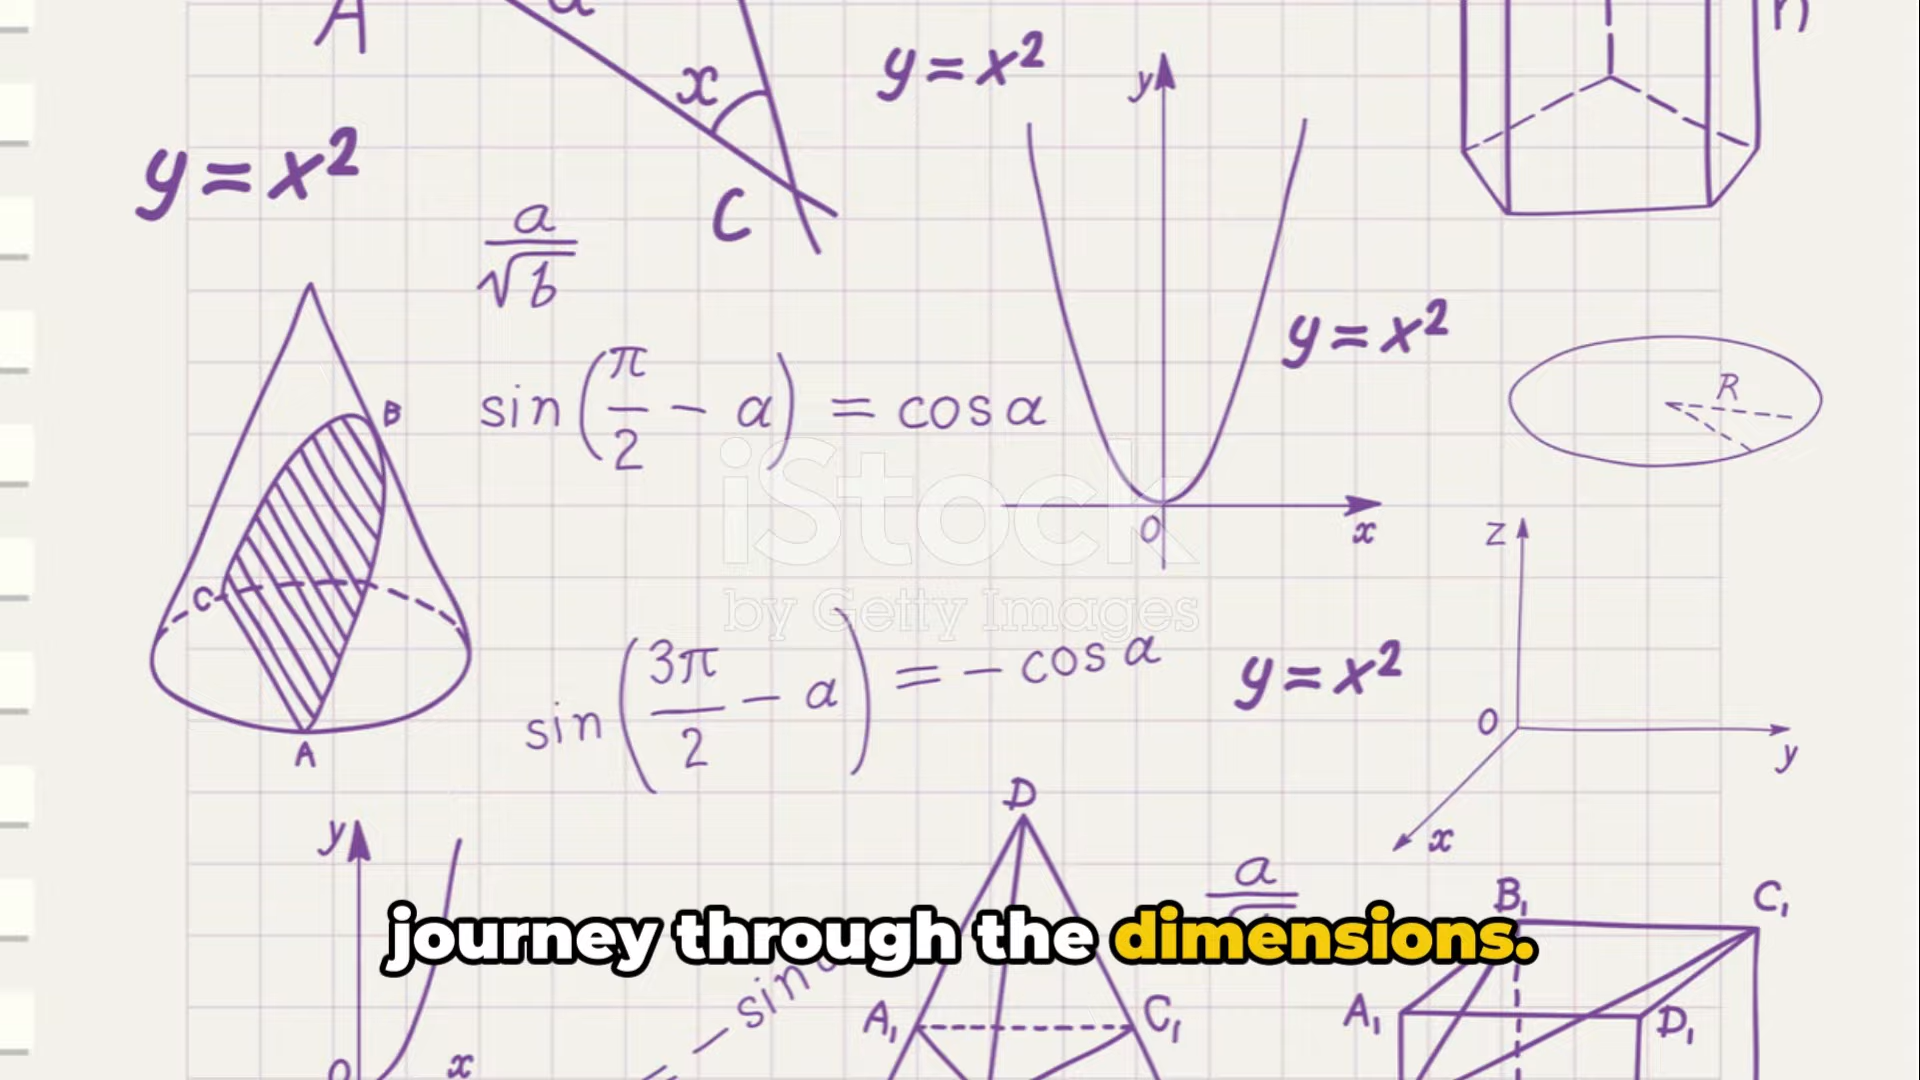 A
a
x
y = x²
y
h
y = x²
C
a
√b
y = x²
R
B
sin(π/2 - α) = cos α
iStock
by Getty Images
0
x
z
C
sin(3π/2 - α) = - cos α
y = x²
0
y
A
D
x
y
a
B₁
C₁
journey through the dimensions.
- sin
A₁
C₁
A₁
D₁
0
x